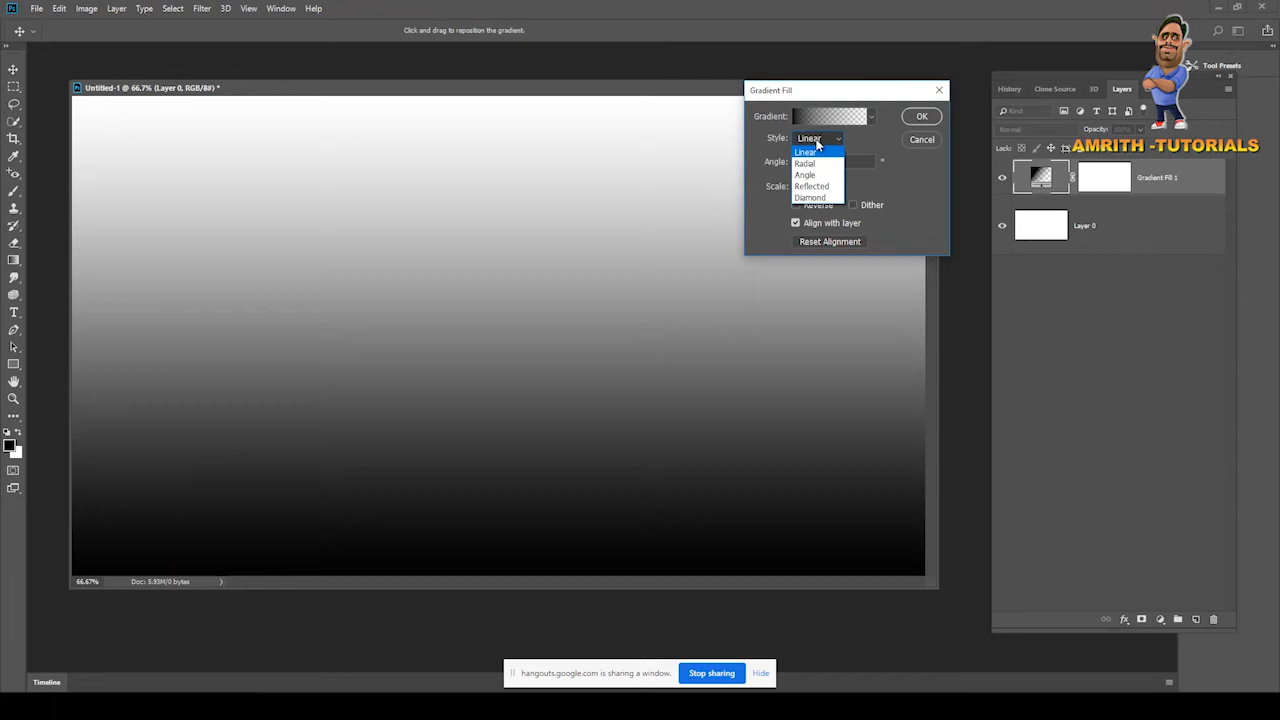 Ps File Edit Image Layer Type Select Filter 3D View Window Help
Click and drag to reposition the gradient.
Tool Presets
Untitled-1 @ 66.7% (Layer 0, RGB/8#) *
Gradient Fill
History Clone Source 3D Layers
Kind
Gradient: OK
Normal Opacity: 100%
Style: Linear Cancel
Lock:
AMRITH -TUTORIALS
Linear
Angle: Radial °
Angle
Gradient Fill 1
Scale: Reflected
Diamond
Reverse Dither
Align with layer
Layer 0
Reset Alignment
66.67% Doc: 5.93M/0 bytes
hangouts.google.com is sharing a window. Stop sharing Hide
Timeline